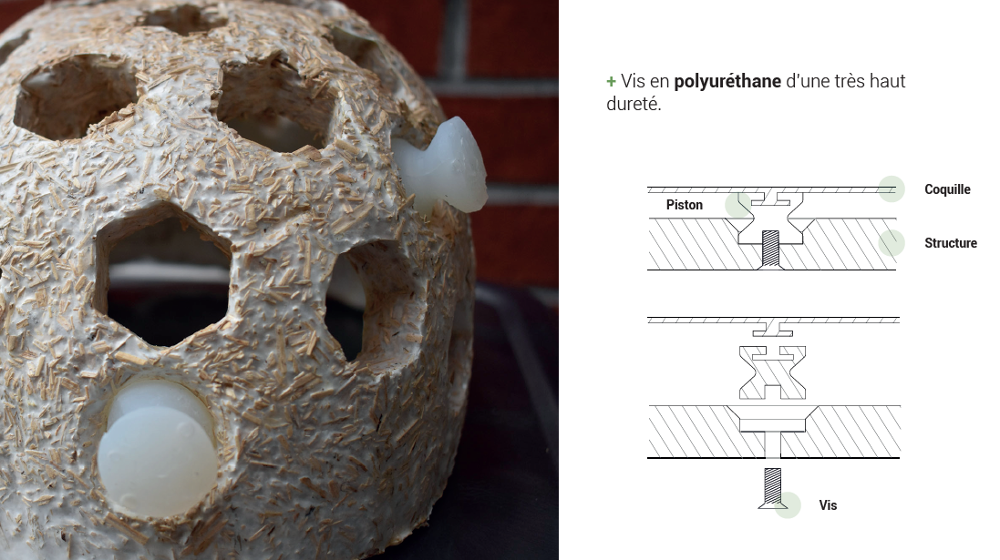 + Vis en polyuréthane d'une très haut
dureté.
Coquille
Piston
Structure
Vis